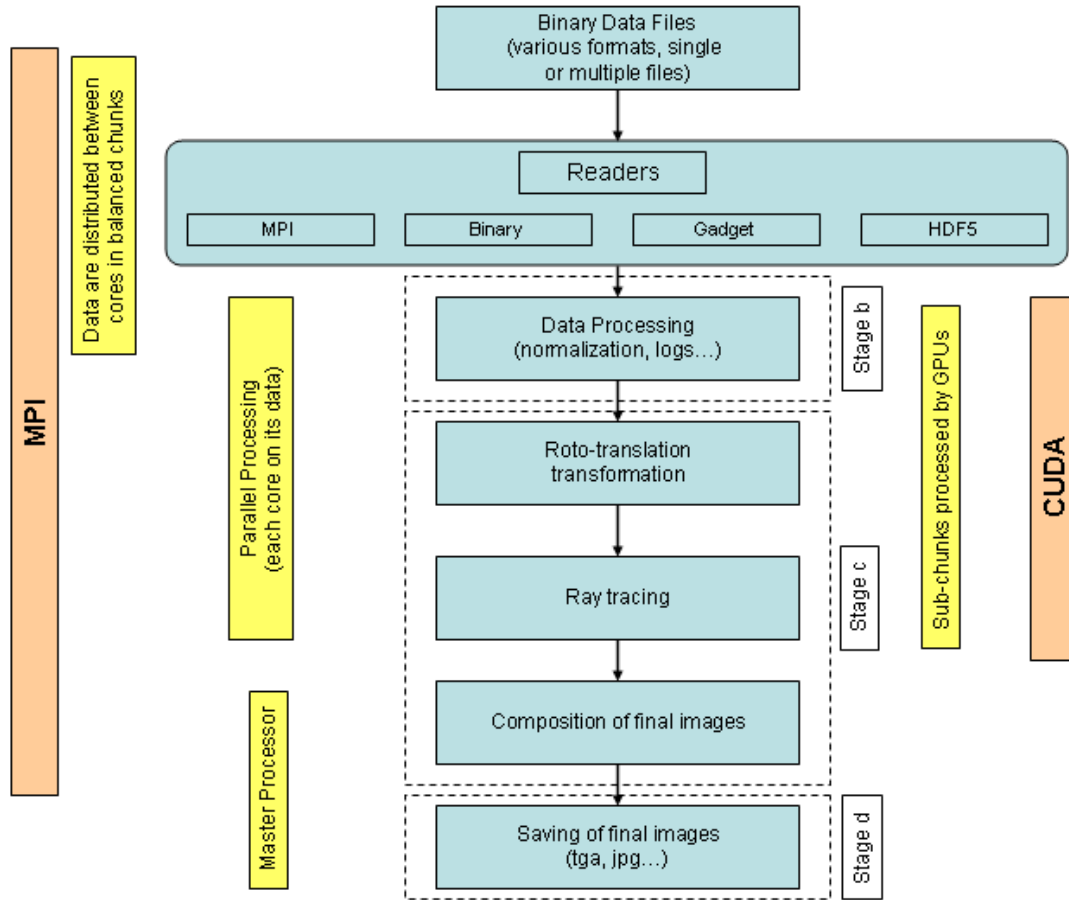 Binary Data Files
(various formats, single
or multiple files)
Readers
MPI
Binary
Gadget
HDF5
MPI
Data are distributed between
cores in balanced chunks
Parallel Processing
(each core on its data)
Master Processor
Data Processing
(normalization, logs…)
Roto-translation
transformation
Ray tracing
Composition of final images
Saving of final images
(tga, jpg…)
Stage b
Stage c
Stage d
Sub-chunks processed by GPUs
CUDA